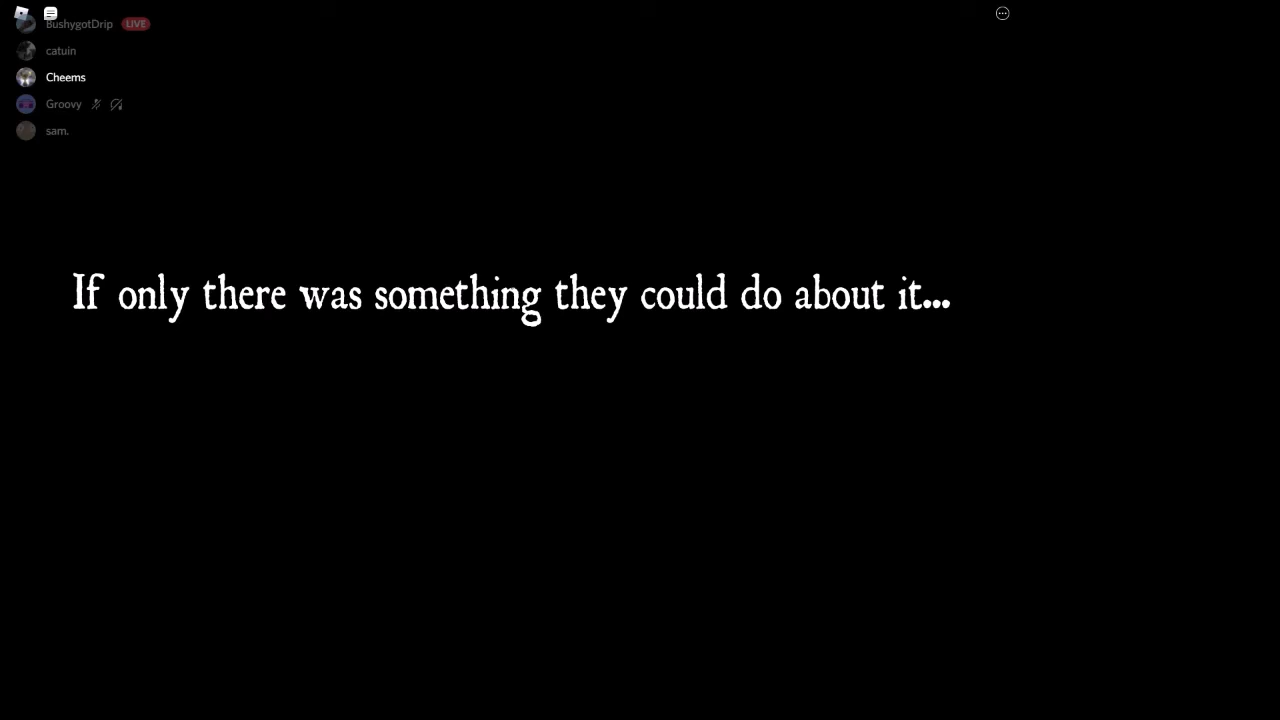 BushygotDrip LIVE
catuin
Cheems
Groovy
sam.
If only there was something they could do about it...